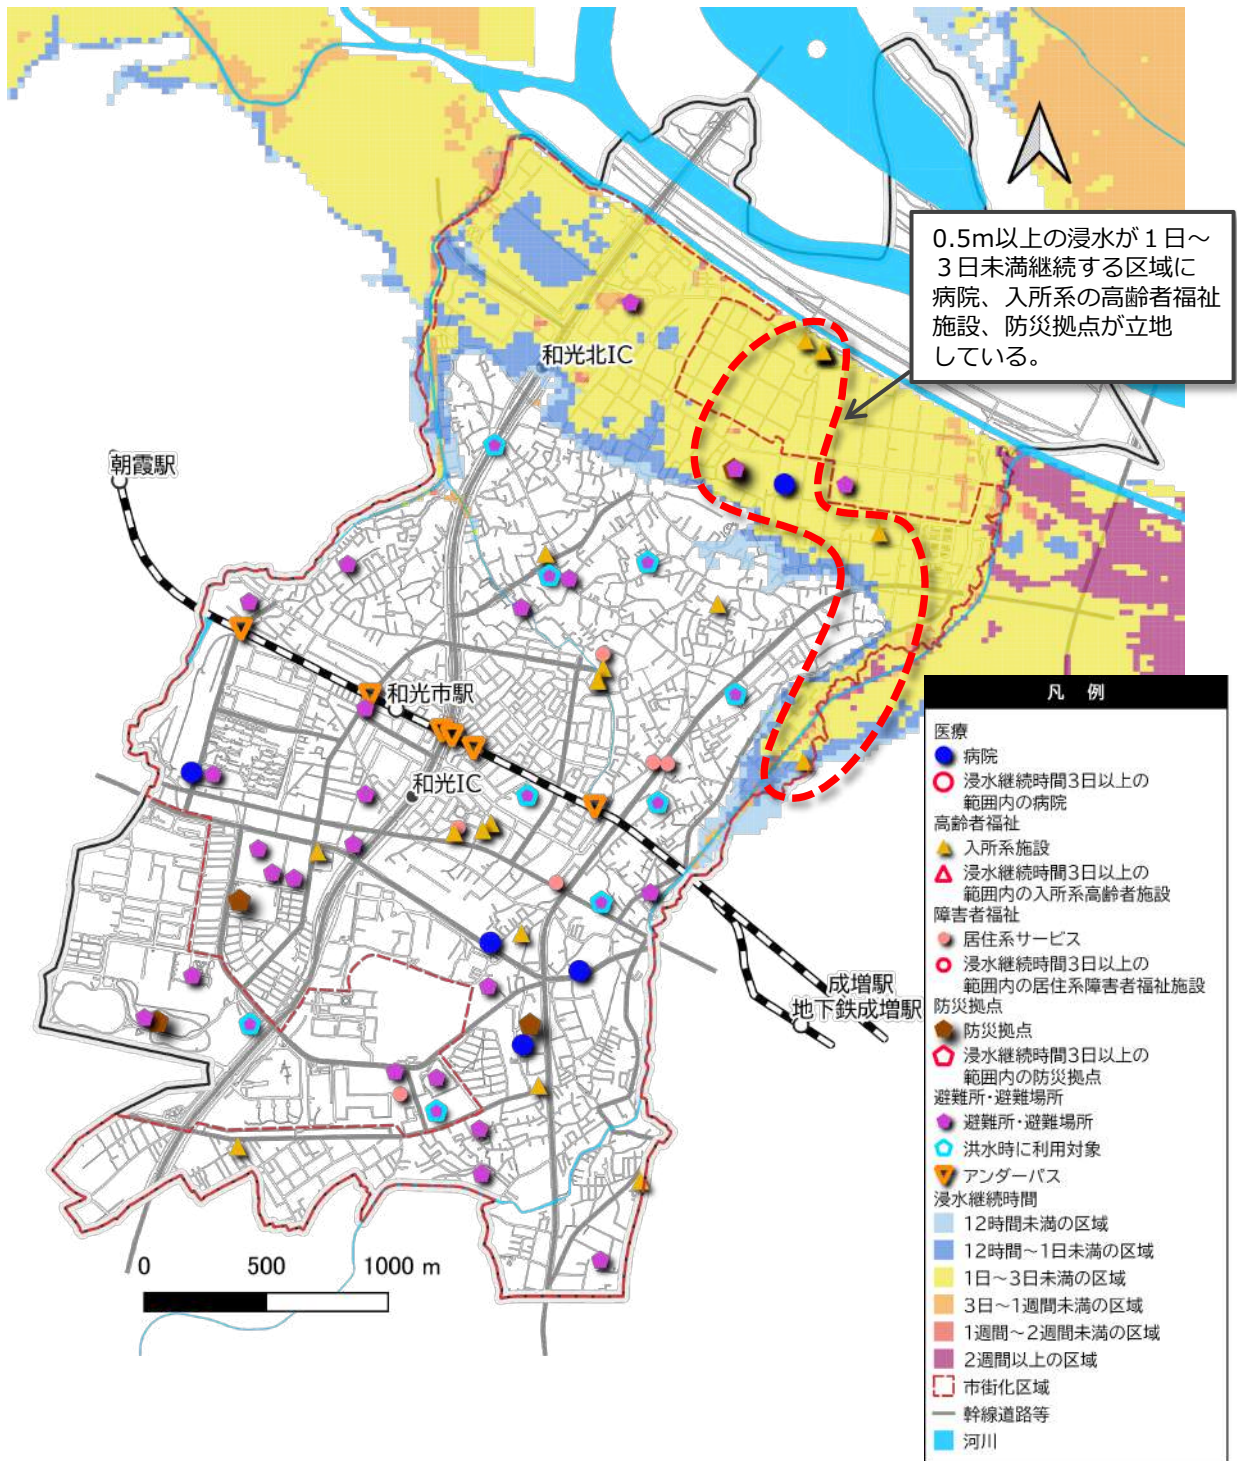 0.5m以上の浸水が１日～
３日未満継続する区域に
病院、入所系の高齢者福祉
施設、防災拠点が立地
している。
和光北IC
朝霞駅
和光市駅
和光IC
成増駅
地下鉄成増駅
0 500 1000 m
凡 例
医療
病院
浸水継続時間3日以上の
範囲内の病院
高齢者福祉
入所系施設
浸水継続時間3日以上の
範囲内の入所系高齢者施設
障害者福祉
居住系サービス
浸水継続時間3日以上の
範囲内の居住系障害者福祉施設
防災拠点
防災拠点
浸水継続時間3日以上の
範囲内の防災拠点
避難所・避難場所
避難所・避難場所
洪水時に利用対象
アンダーパス
浸水継続時間
12時間未満の区域
12時間～1日未満の区域
1日～3日未満の区域
3日～1週間未満の区域
1週間～2週間未満の区域
2週間以上の区域
市街化区域
幹線道路等
河川